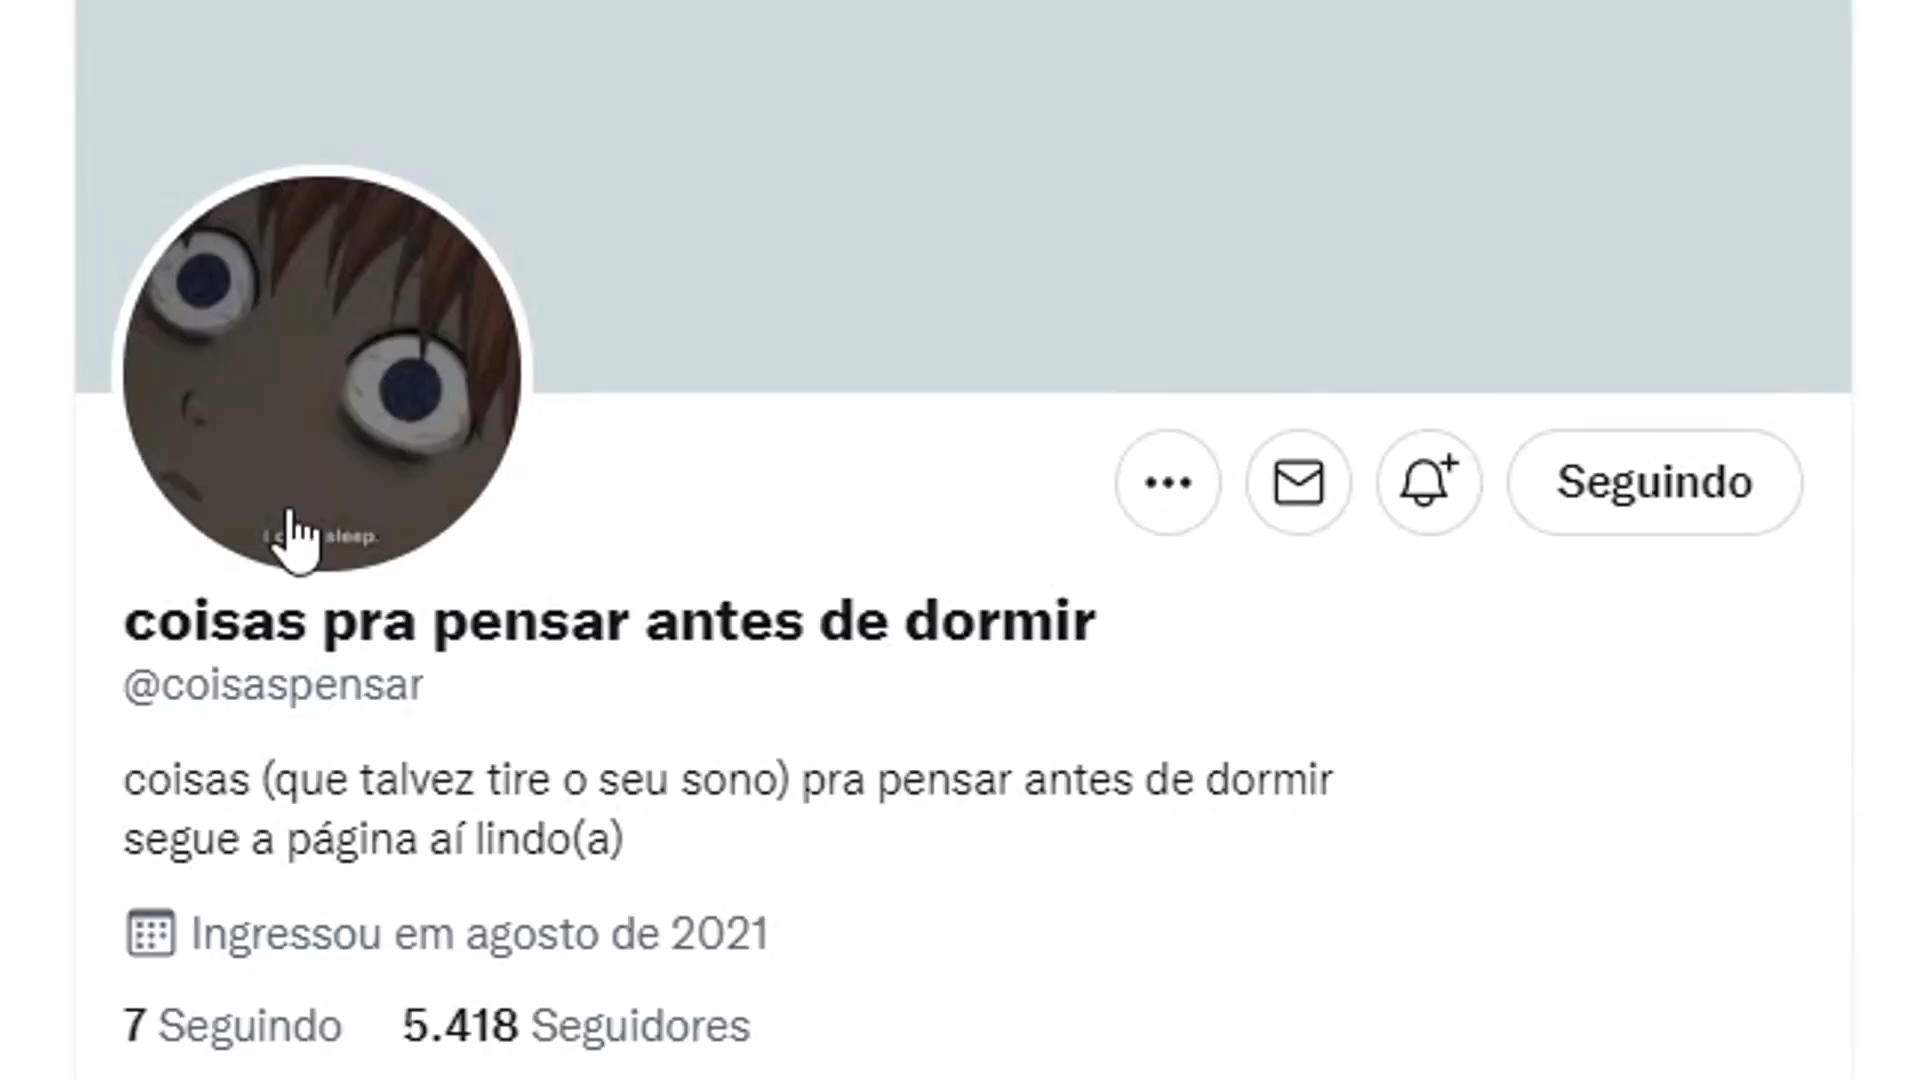 sleep.
Seguindo
coisas pra pensar antes de dormir
@coisaspensar
coisas (que talvez tire o seu sono) pra pensar antes de dormir
segue a página aí lindo(a)
Ingressou em agosto de 2021
7 Seguindo 5.418 Seguidores